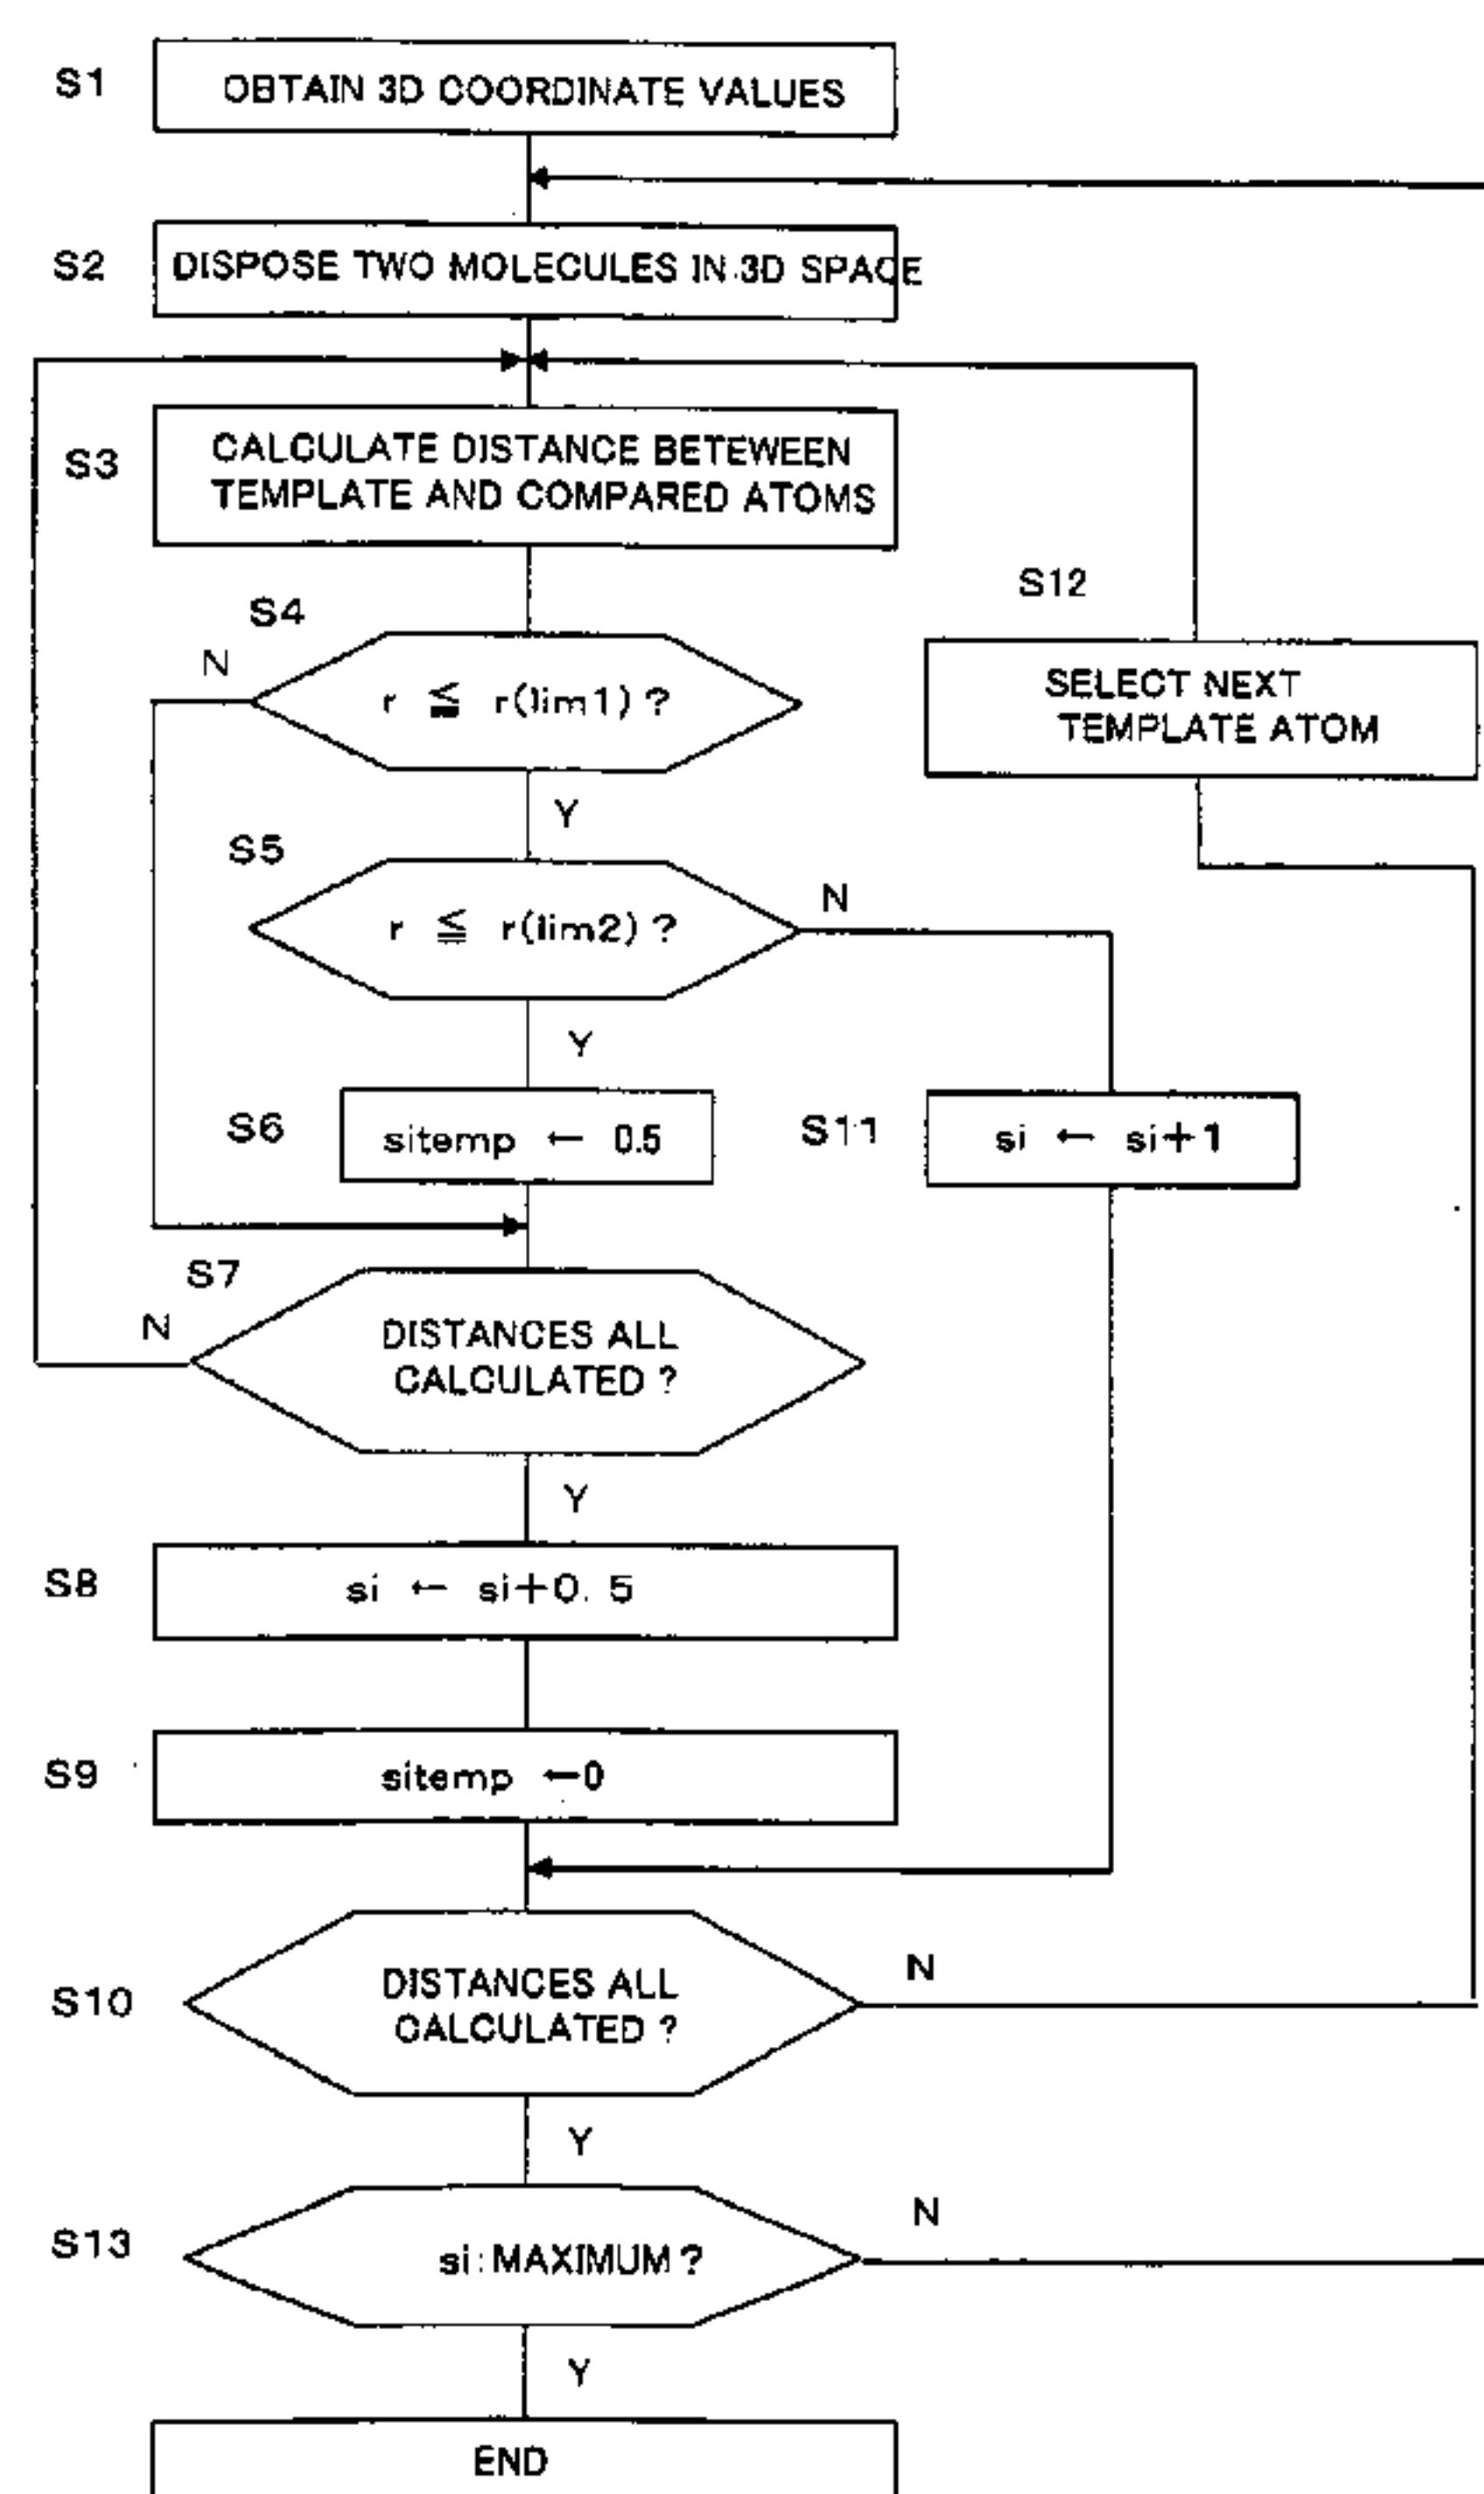 S1
OBTAIN 3D COORDINATE VALUES
S2
DISPOSE TWO MOLECULES IN 3D SPACE
S3
CALCULATE DISTANCE BETEWEEN
TEMPLATE AND COMPARED ATOMS
S4
N
r ≦ r(lim1) ?
Y
S12
SELECT NEXT
TEMPLATE ATOM
S5
N
r ≦ r(lim2) ?
Y
S6
sitemp ← 0.5
S11
si ← si+1
S7
N
DISTANCES ALL
CALCULATED ?
Y
S8
si ← si+0. 5
S9
sitemp ←0
S10
DISTANCES ALL
CALCULATED ?
N
Y
S13
si:MAXIMUM ?
N
Y
END